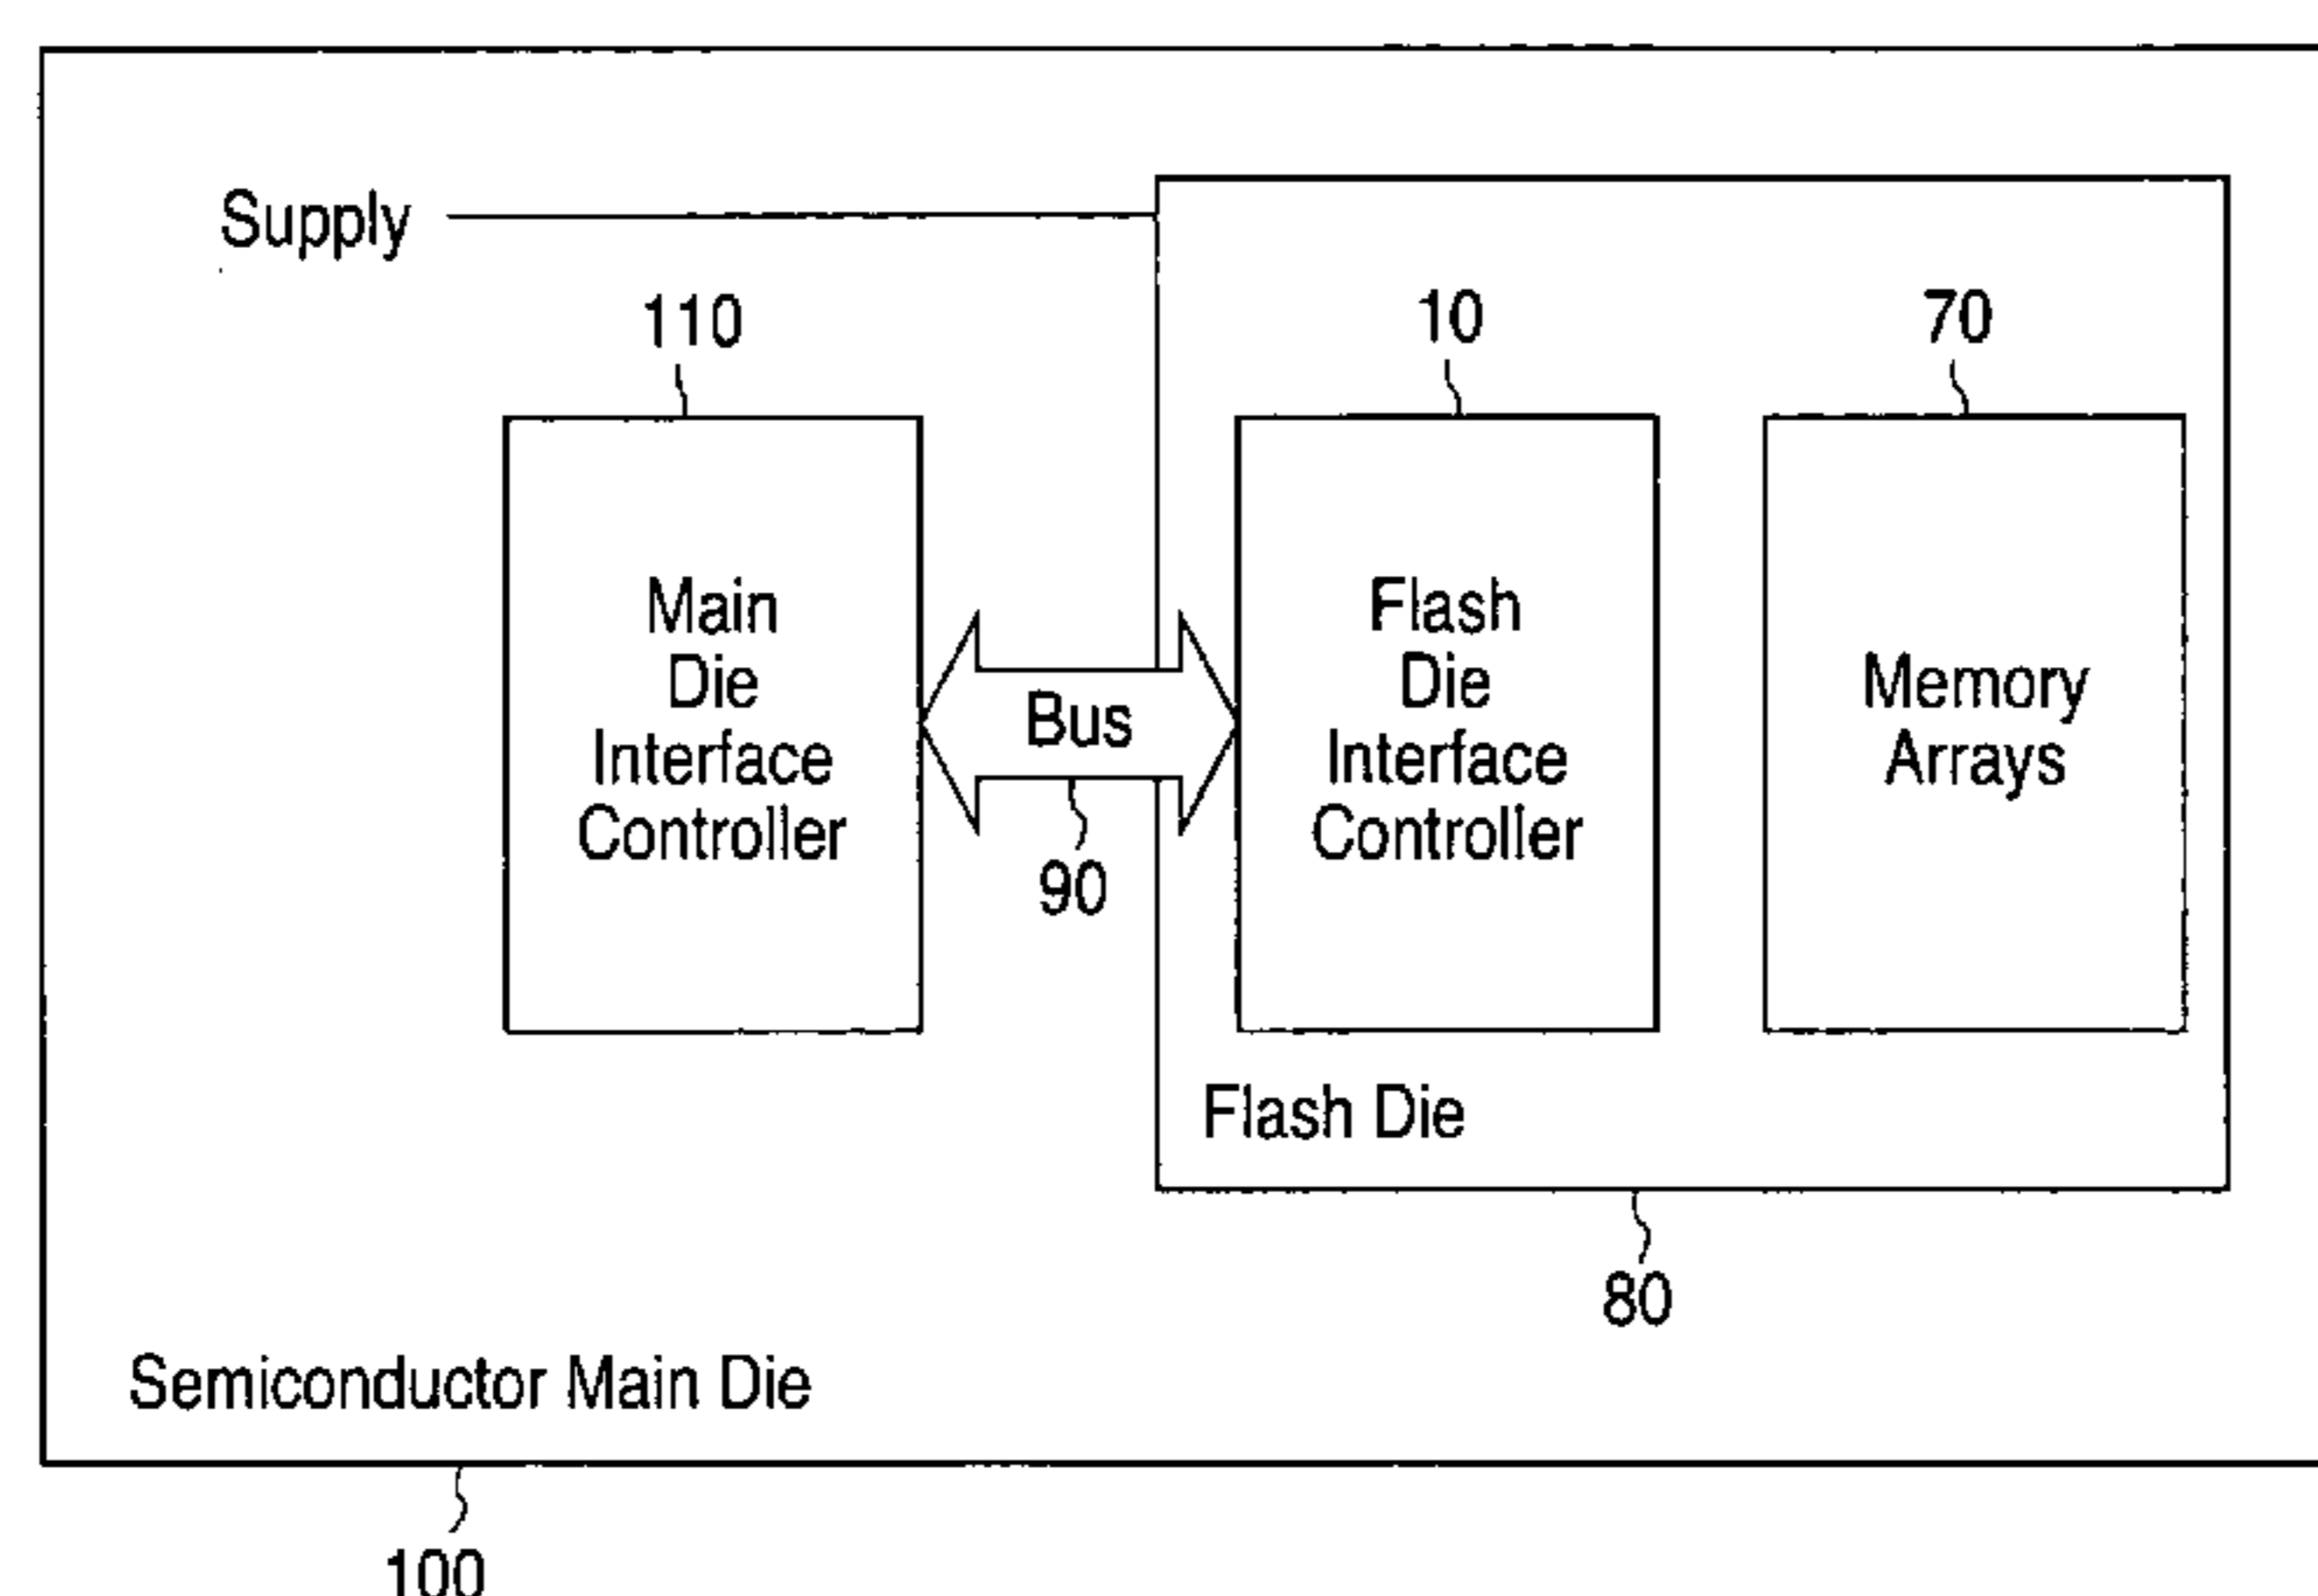 Supply
110
10
70
Main
Die
Interface
Controller
Bus
90
Flash
Die
Interface
Controller
Memory
Arrays
Flash Die
80
Semiconductor Main Die
100